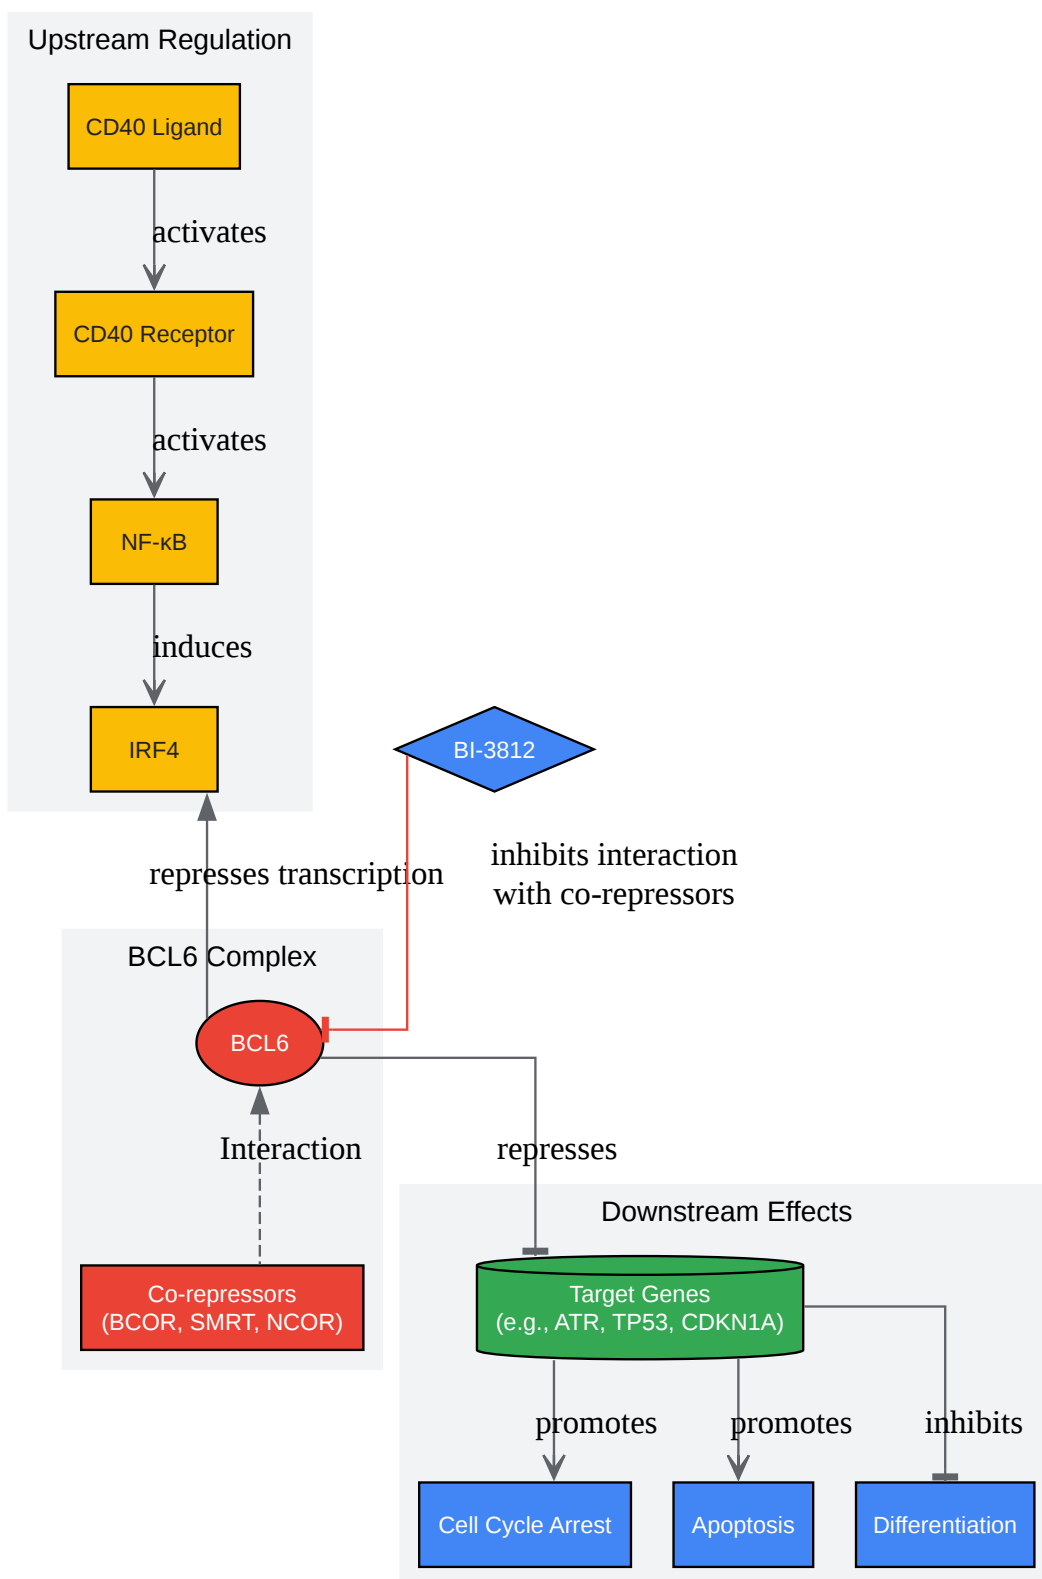 Upstream Regulation
CD40 Ligand
activates
CD40 Receptor
activates
NF-κB
induces
IRF4
BI-3812
repression transcription
inhibits interaction
with co-repressors
BCL6 Complex
BCL6
Interaction
represses
Co-repressors
(BCOR, SMRT, NCOR)
Downstream Effects
Target Genes
(e.g., ATR, TP53, CDKN1A)
promotes
promotes
inhibits
Cell Cycle Arrest
Apoptosis
Differentiation